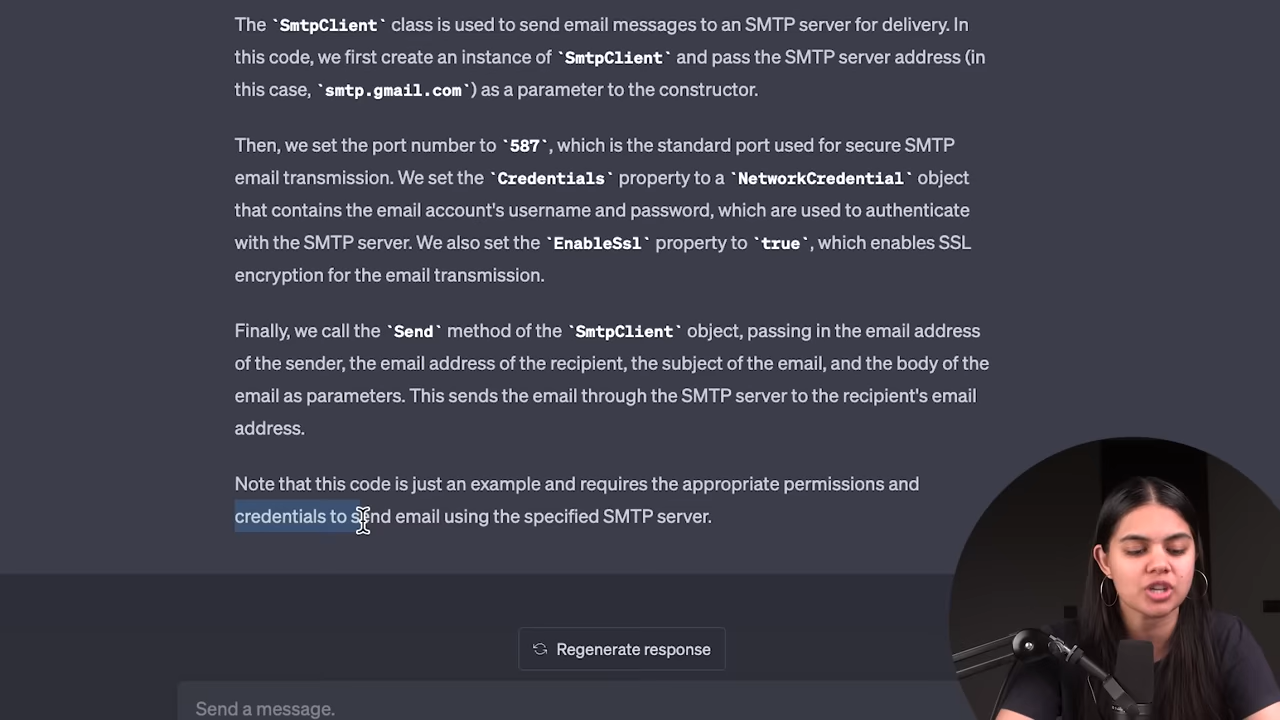 The `SmtpClient` class is used to send email messages to an SMTP server for delivery. In
this code, we first create an instance of `SmtpClient` and pass the SMTP server address (in
this case, `smtp.gmail.com`) as a parameter to the constructor.
Then, we set the port number to `587`, which is the standard port used for secure SMTP
email transmission. We set the `Credentials` property to a `NetworkCredential` object
that contains the email account's username and password, which are used to authenticate
with the SMTP server. We also set the `EnableSsl` property to `true`, which enables SSL
encryption for the email transmission.
Finally, we call the `Send` method of the `SmtpClient` object, passing in the email address
of the sender, the email address of the recipient, the subject of the email, and the body of the
email as parameters. This sends the email through the SMTP server to the recipient's email
address.
Note that this code is just an example and requires the appropriate permissions and
credentials to send email using the specified SMTP server.
Regenerate response
Send a message.